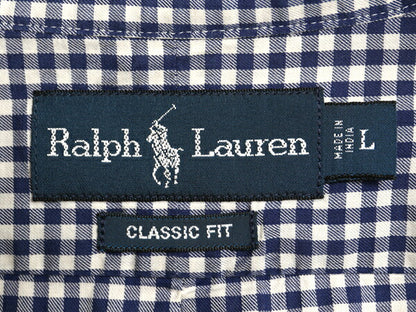 Ralph Lauren
MADE IN
INDIA
L
CLASSIC FIT